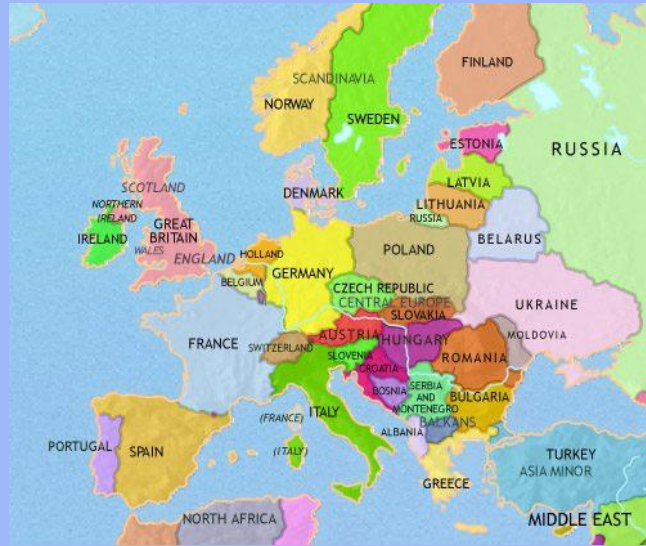 FINLAND
SCANDINAVIA
NORWAY
SWEDEN
ESTONIA
RUSSIA
LATVIA
SCOTLAND
DENMARK
LITHUANIA
NORTHERN
IRELAND
RUSSIA
GREAT
BRITAIN
IRELAND
BELARUS
WALES
ENGLAND
HOLLAND
POLAND
GERMANY
BELGIUM
CZECH REPUBLIC
CENTRAL EUROPE
UKRAINE
SLOVAKIA
AUSTRIA
HUNGARY
MOLDOVIA
FRANCE
SWITZERLAND
SLOVENIA
ROMANIA
CROATIA
BOSNIA
SERBIA
AND
MONTENEGRO
BULGARIA
ITALY
(FRANCE)
BALKANS
ALBANIA
PORTUGAL
SPAIN
(ITALY)
TURKEY
ASIA MINOR
GREECE
NORTH AFRICA
MIDDLE EAST